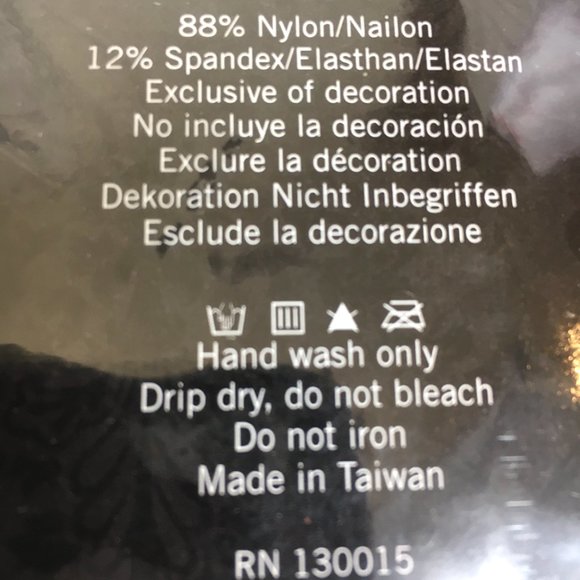 88% Nylon/Nailon
12% Spandex/Elasthan/Elastan
Exclusive of decoration
No incluye la decoración
Exclure la décoration
Dekoration Nicht Inbegriffen
Esclude la decorazione
Hand wash only
Drip dry, do not bleach
Do not iron
Made in Taiwan
RN 130015